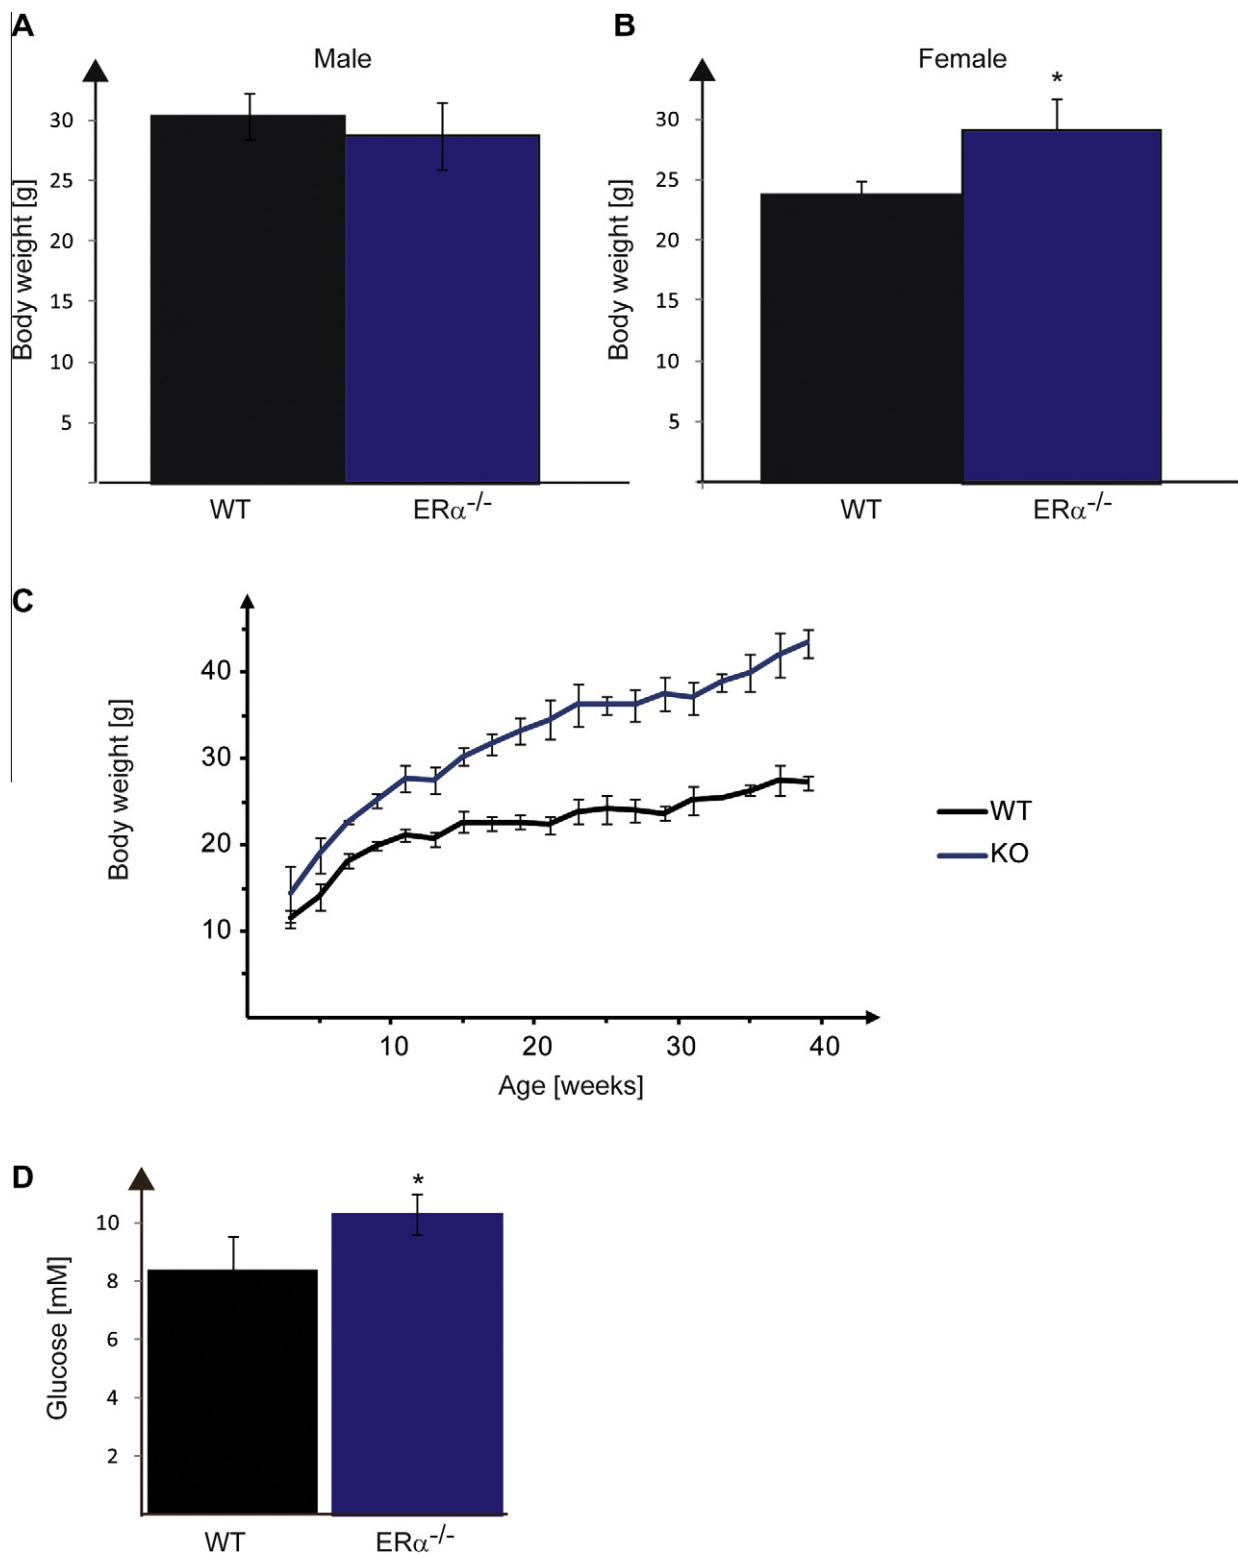 A
Male
30
25
20
15
10
5
Body weight [g]
WT
ERα-/-
B
Female
*
30
25
20
15
10
5
Body weight [g]
WT
ERα-/-
C
40
30
20
10
Body weight [g]
10 20 30 40
Age [weeks]
WT
KO
D
*
10
8
6
4
2
Glucose [mM]
WT
ERα-/-